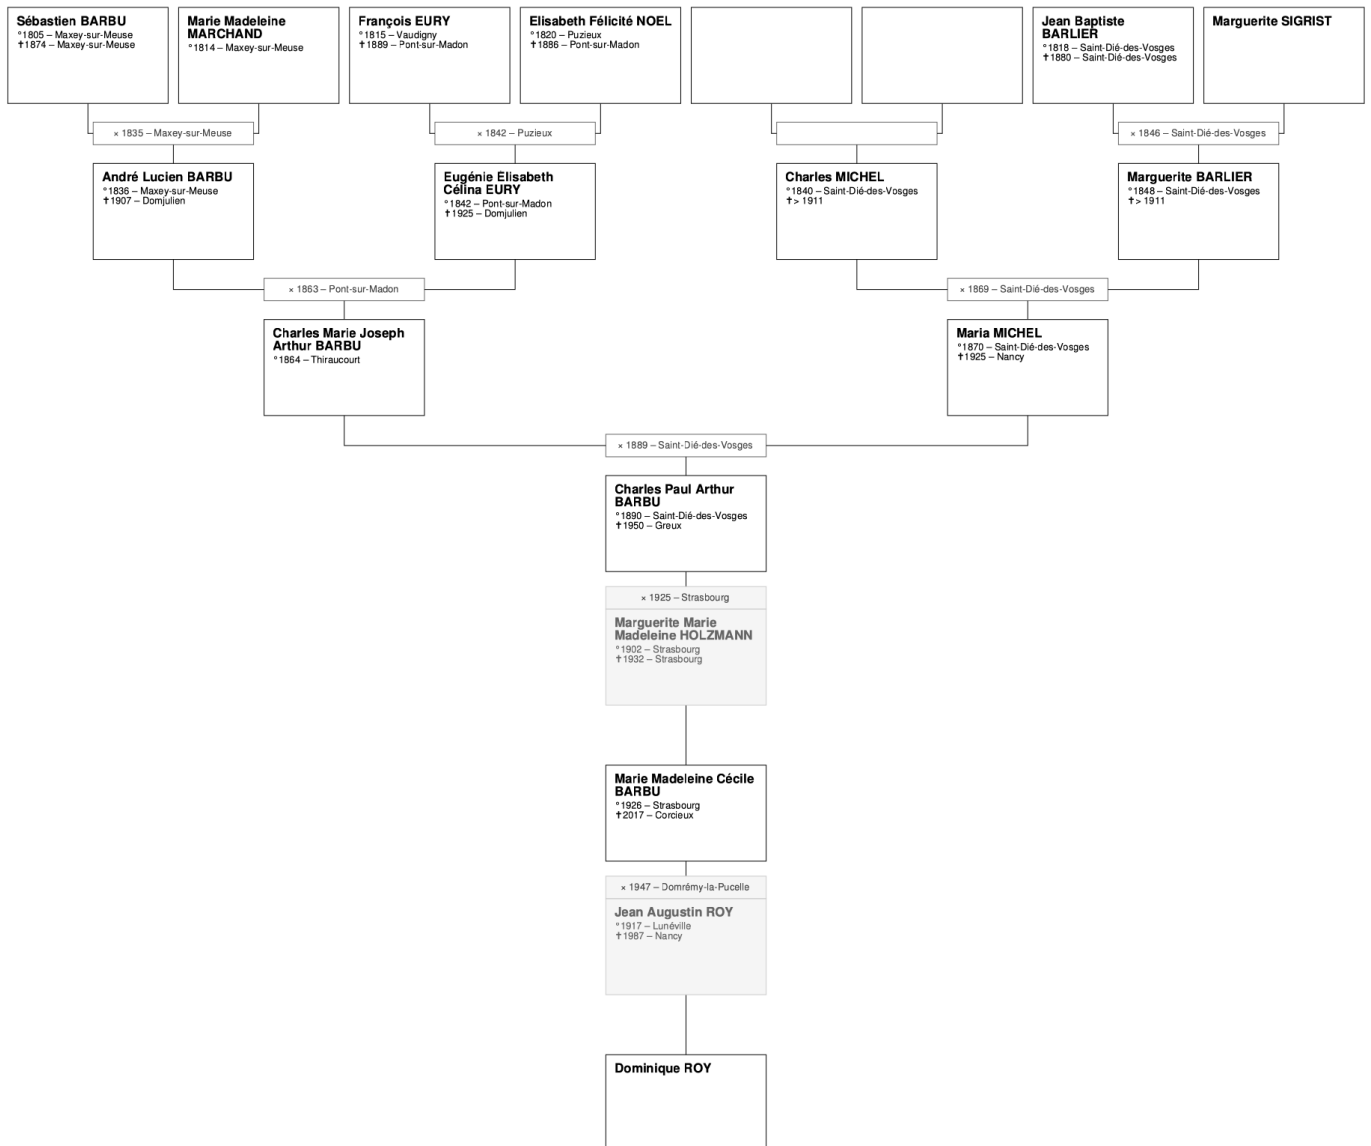 Sébastien BARBU
°1805 – Maxey-sur-Meuse
✝1874 – Maxey-sur-Meuse
Marie Madeleine
MARCHAND
°1814 – Maxey-sur-Meuse
François EURY
°1815 – Vaudigny
✝1889 – Pont-sur-Madon
Elisabeth Félicité NOEL
°1820 – Puzieux
✝1886 – Pont-sur-Madon
Jean Baptiste
BARLIER
°1818 – Saint-Dié-des-Vosges
✝1880 – Saint-Dié-des-Vosges
Marguerite SIGRIST
× 1835 – Maxey-sur-Meuse
× 1842 – Puzieux
× 1846 – Saint-Dié-des-Vosges
André Lucien BARBU
°1836 – Maxey-sur-Meuse
✝1907 – Domjulien
Eugénie Élisabeth
Célina EURY
°1842 – Pont-sur-Madon
✝1925 – Domjulien
Charles MICHEL
°1840 – Saint-Dié-des-Vosges
✝> 1911
Marguerite BARLIER
°1848 – Saint-Dié-des-Vosges
✝> 1911
× 1863 – Pont-sur-Madon
× 1869 – Saint-Dié-des-Vosges
Charles Marie Joseph
Arthur BARBU
°1864 – Thiraucourt
Maria MICHEL
°1870 – Saint-Dié-des-Vosges
✝1925 – Nancy
× 1889 – Saint-Dié-des-Vosges
Charles Paul Arthur
BARBU
°1890 – Saint-Dié-des-Vosges
✝1950 – Greux
× 1925 – Strasbourg
Marguerite Marie
Madeleine HOLZMANN
°1902 – Strasbourg
✝1932 – Strasbourg
Marie Madeleine Cécile
BARBU
°1926 – Strasbourg
✝2017 – Corcieux
× 1947 – Domrémy-la-Pucelle
Jean Augustin ROY
°1917 – Lunéville
✝1987 – Nancy
Dominique ROY